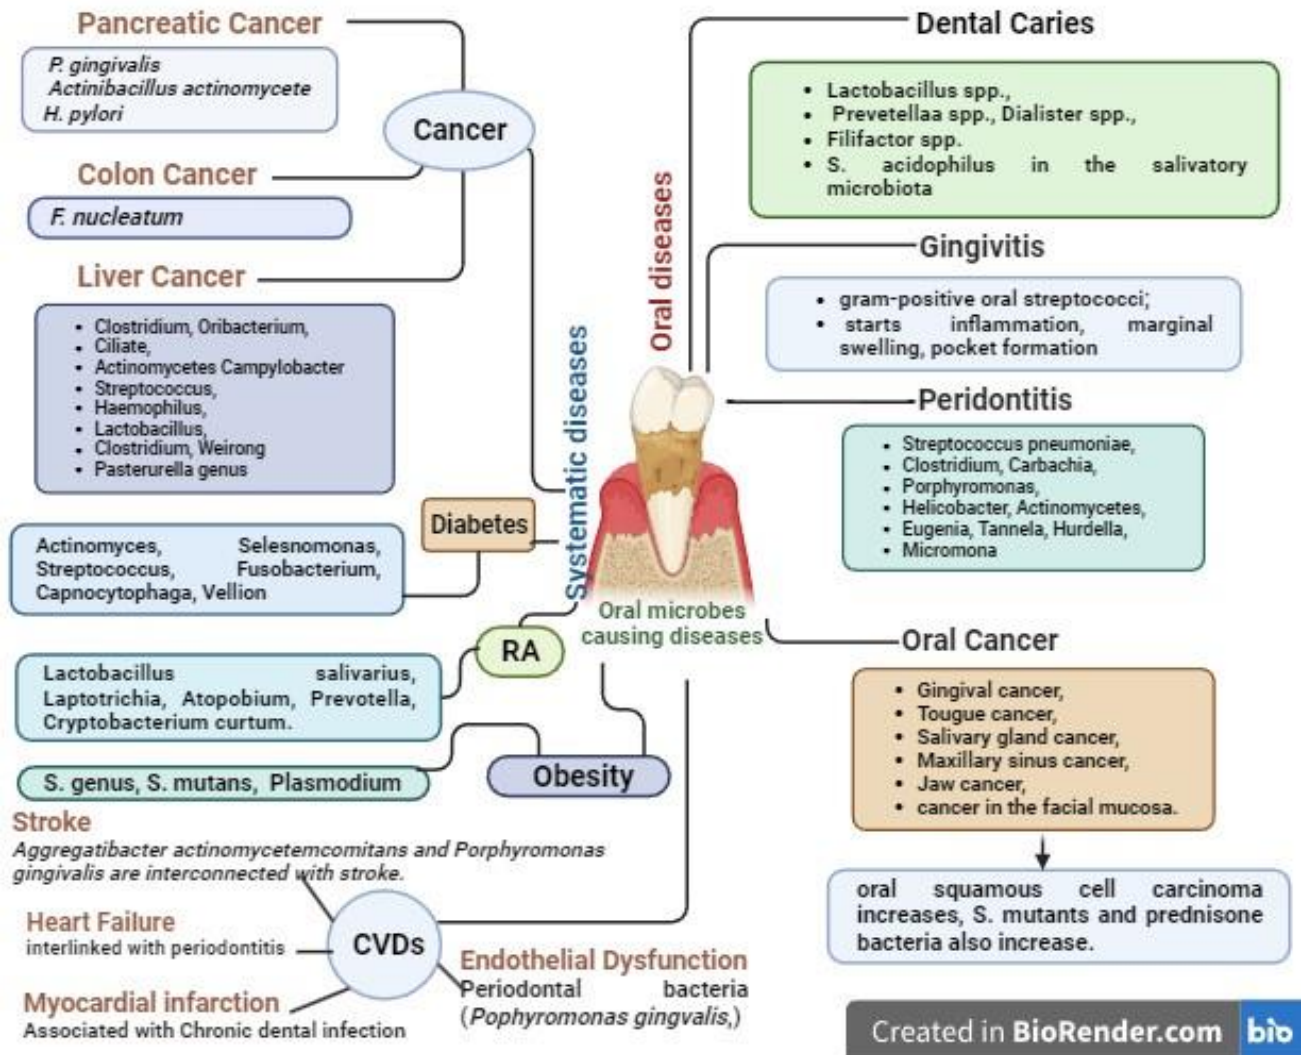 Pancreatic Cancer
P. gingivalis
Actinibacillus actinomycete
H. pylori
Cancer
Colon Cancer
F. nucleatum
Liver Cancer
• Clostridium, Oribacterium,
• Ciliate,
• Actinomycetes Campylobacter
• Streptococcus,
• Haemophilus,
• Lactobacillus,
• Clostridium, Weirong
• Pasterurella genus
Diabetes
Actinomyces, Selesnomonas,
Streptococcus, Fusobacterium,
Capnocytophaga, Vellion
RA
Lactobacillus salivarius,
Laptotrichia, Atopobium, Prevotella,
Cryptobacterium curtum.
Obesity
S. genus, S. mutans, Plasmodium
Stroke
Aggregatibacter actinomycetemcomitans and Porphyromonas
gingivalis are interconnected with stroke.
Heart Failure
interlinked with periodontitis
CVDs
Myocardial infarction
Associated with Chronic dental infection
Endothelial Dysfunction
Periodontal bacteria
(Pophyromonas gingvalis,)
Systematic diseases
Oral diseases
Oral microbes
causing diseases
Dental Caries
• Lactobacillus spp.,
• Prevetellaa spp., Dialister spp.,
• Filifactor spp.
• S. acidophilus in the salivatory
microbiota
Gingivitis
• gram-positive oral streptococci;
• starts inflammation, marginal
swelling, pocket formation
Peridontitis
• Streptococcus pneumoniae,
• Clostridium, Carbachia,
• Porphyromonas,
• Helicobacter, Actinomycetes,
• Eugenia, Tannela, Hurdella,
• Micromona
Oral Cancer
• Gingival cancer,
• Tougue cancer,
• Salivary gland cancer,
• Maxillary sinus cancer,
• Jaw cancer,
• cancer in the facial mucosa.
oral squamous cell carcinoma
increases, S. mutants and prednisone
bacteria also increase.
Created in BioRender.com bio